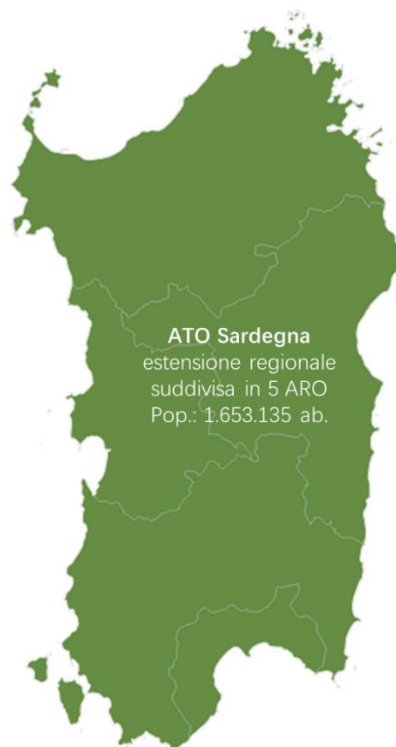 ATO Sardegna
estensione regionale
suddivisa in 5 ARO
Pop.: 1.653.135 ab.